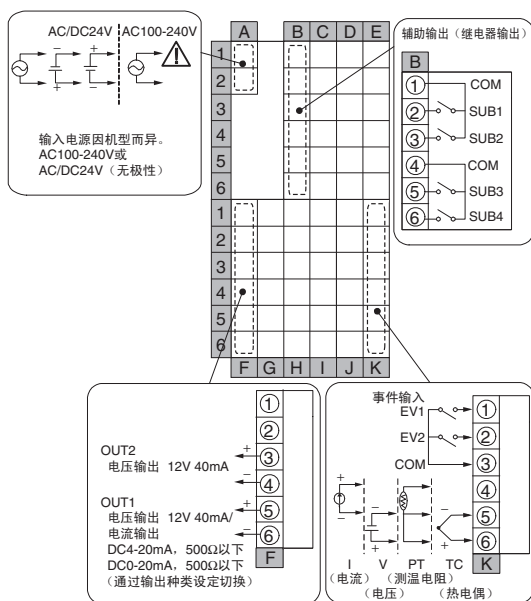 AC/DC24V AC100-240V
输入电源因机型而异。
AC100-240V或
AC/DC24V（无极性）
A B C D E
1
2
3
4
5
6
1
2
3
4
5
6
F G H I J K
辅助输出（继电器输出）
B
① COM
② SUB1
③ SUB2
④ COM
⑤ SUB3
⑥ SUB4
①
②
OUT2
电压输出 12V 40mA
③
④
OUT1
电压输出 12V 40mA/
电流输出
⑤
⑥
DC4-20mA，500Ω以下
DC0-20mA，500Ω以下
（通过输出种类设定切换）
F
事件输入
EV1 ①
EV2 ②
COM ③
④
⑤
⑥
K
I V PT TC
（电流） （测温电阻）
（电压） （热电偶）